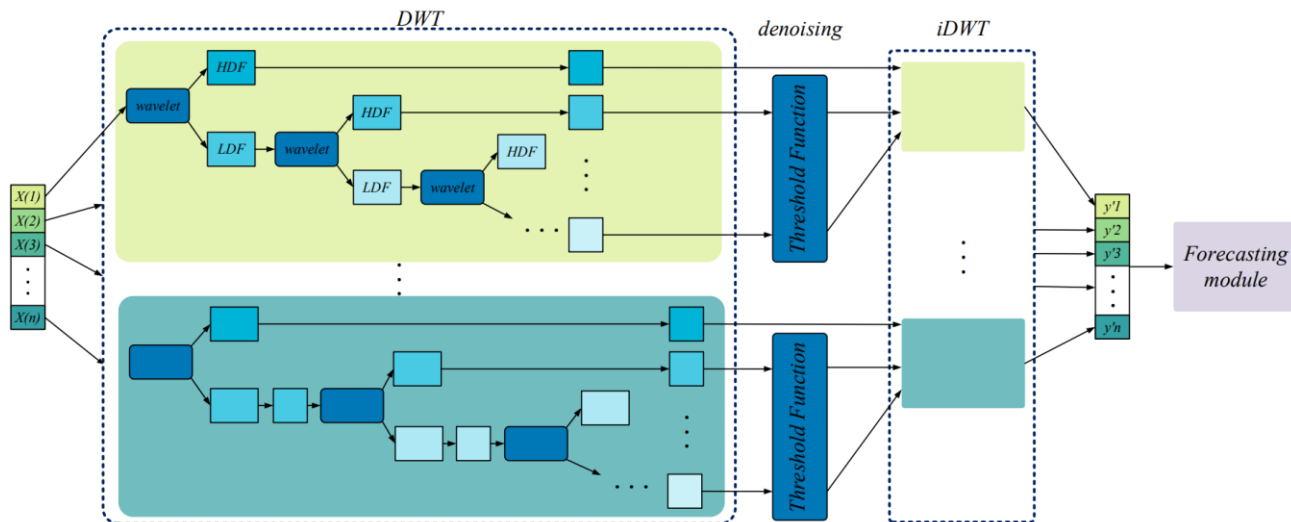 DWT
denoising
iDWT
HDF
wavelet
HDF
LDF
wavelet
HDF
LDF
wavelet
Threshold Function
X(1)
X(2)
X(3)
X(n)
y'1
y'2
y'3
y'n
Forecasting
module
Threshold Function